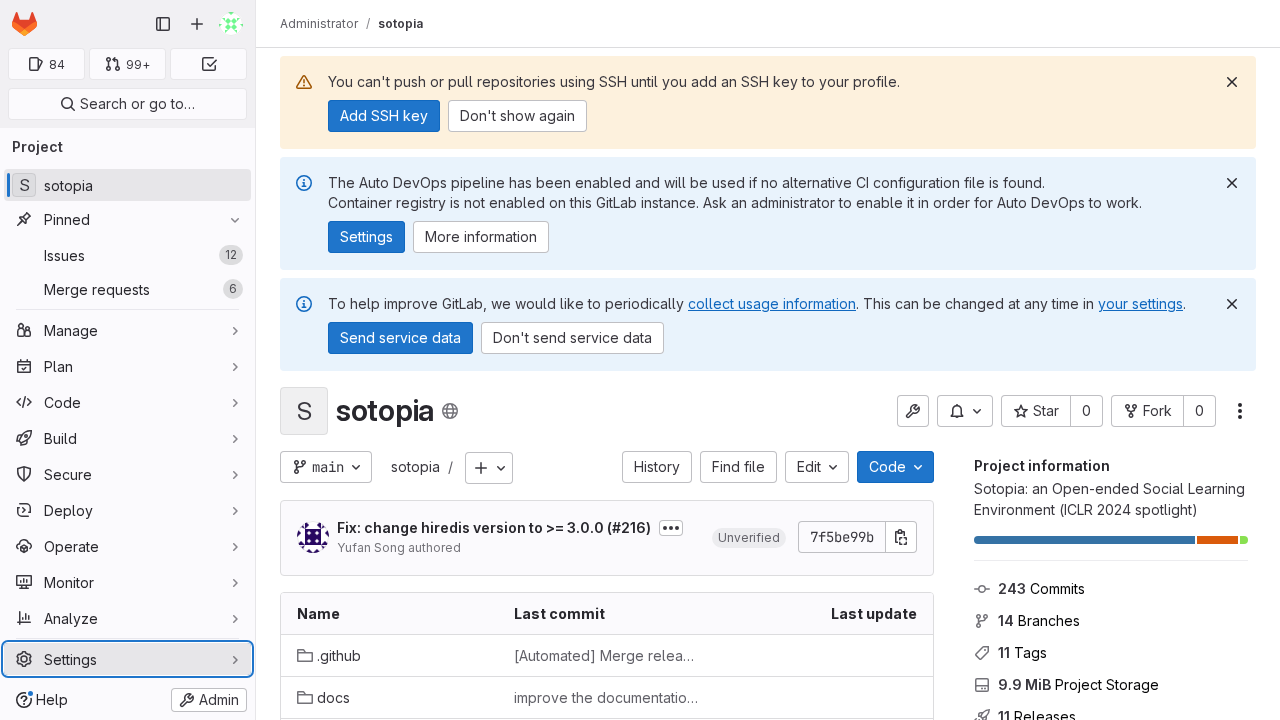 84
99+
Search or go to…
Project
S sotopia
Pinned
Issues 12
Merge requests 6
Manage
Plan
Code
Build
Secure
Deploy
Operate
Monitor
Analyze
Settings
Help
Admin
Administrator / sotopia
You can't push or pull repositories using SSH until you add an SSH key to your profile.
Add SSH key
Don't show again
The Auto DevOps pipeline has been enabled and will be used if no alternative CI configuration file is found.
Container registry is not enabled on this GitLab instance. Ask an administrator to enable it in order for Auto DevOps to work.
Settings
More information
To help improve GitLab, we would like to periodically collect usage information. This can be changed at any time in your settings.
Send service data
Don't send service data
S sotopia
Star 0
Fork 0
main
sotopia /
History
Find file
Edit
Code
Fix: change hiredis version to >= 3.0.0 (#216)
Yufan Song authored
Unverified
7f5be99b
Name Last commit Last update
.github [Automated] Merge relea…
docs improve the documentatio…
Project information
Sotopia: an Open-ended Social Learning
Environment (ICLR 2024 spotlight)
243 Commits
14 Branches
11 Tags
9.9 MiB Project Storage
11 Releases